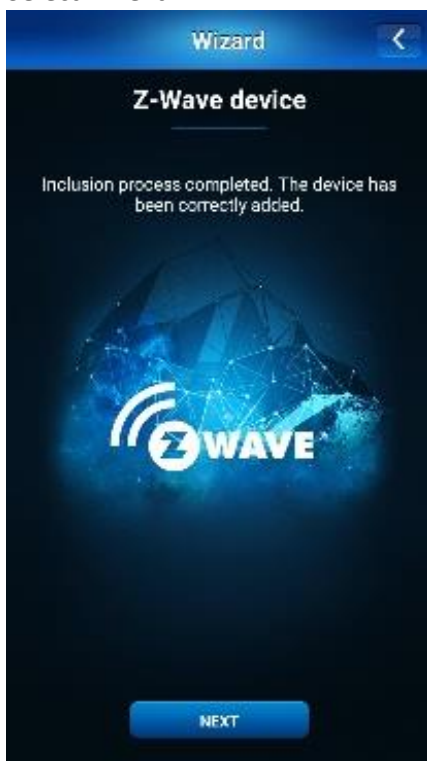 Wizard
Z-Wave device
Inclusion process completed. The device has
been correctly added.
Z WAVE
NEXT